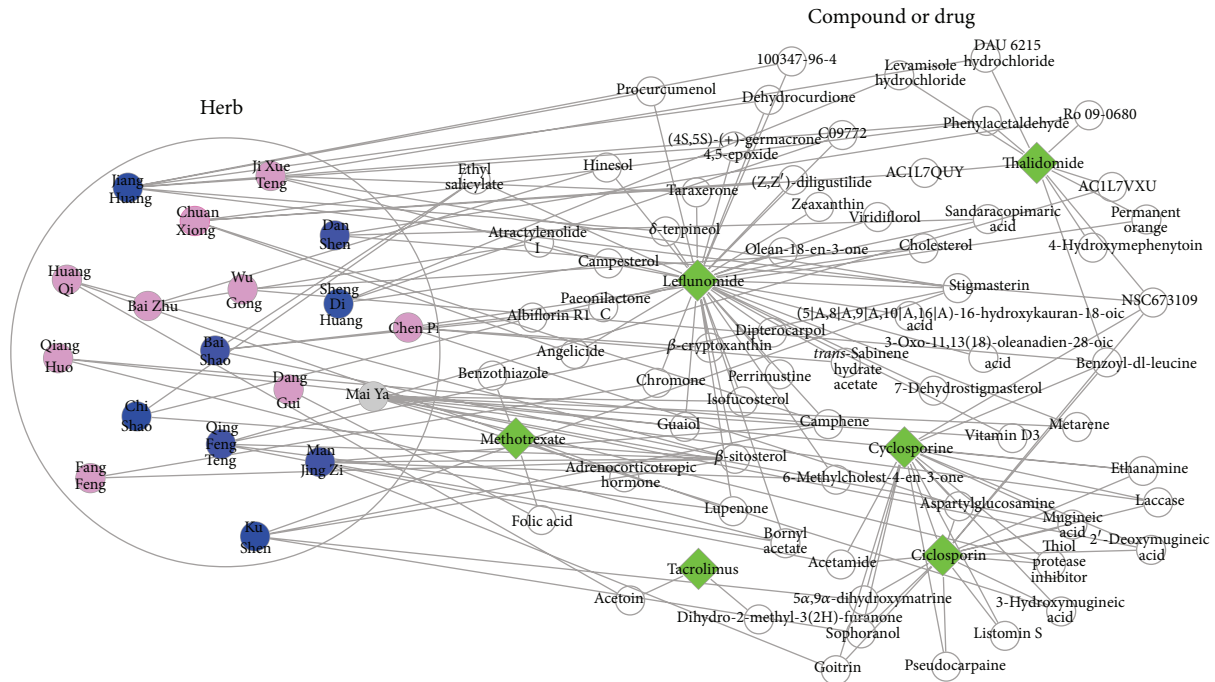 Compound or drug
Herb
Jiang
Huang
Ji Xue
Teng
Chuan
Xiong
Dan
Shen
Huang
Qi
Bai Zhu
Wu
Gong
Sheng
Di
Huang
Chen Pi
Qiang
Huo
Bai
Shao
Dang
Gui
Mai Ya
Chi
Shao
Qing
Feng
Teng
Man
Jing Zi
Fang
Feng
Ku
Shen
100347-96-4
DAU 6215
hydrochloride
Levamisole
hydrochloride
Procurcumenol
Dehydrocurdione
Ro 09-0680
Phenylacetaldehyde
(4S,5S)-(+)-germacrone
4,5-epoxide
C09772
Thalidomide
Ethyl
salicylate
Hinesol
Taraxerone
(Z,Z′)-diligustilide
AC1L7QUY
AC1L7VXU
Zeaxanthin
Viridiflorol
Sandaracopimaric
acid
Permanent
orange
Atractylenolide
I
δ-terpineol
Olean-18-en-3-one
Cholesterol
4-Hydroxymephenytoin
Campesterol
Leflunomide
Stigmasterin
NSC673109
Paeonilactone
C
Albiflorin R1
(5|A,8|A,9|A,10|A,16|A)-16-hydroxykauran-18-oic
acid
Dipterocarpol
Angelicide
β-cryptoxanthin
trans-Sabinene
hydrate
acetate
3-Oxo-11,13(18)-oleanadien-28-oic
acid
Benzoyl-dl-leucine
Benzothiazole
Chromone
Perrimustine
7-Dehydrostigmasterol
Isofucosterol
Guaiol
Camphene
Metarene
Methotrexate
Vitamin D3
Cyclosporine
β-sitosterol
Adrenocorticotropic
hormone
6-Methylcholest-4-en-3-one
Ethanamine
Aspartylglucosamine
Laccase
Lupenone
Folic acid
Mugineic
acid
2′-Deoxymugineic
acid
Bornyl
acetate
Acetamide
Ciclosporin
Thiol
protease
inhibitor
Tacrolimus
Acetoin
5α,9α-dihydroxymatrine
3-Hydroxymugineic
acid
Dihydro-2-methyl-3(2H)-furanone
Sophoranol
Listomin S
Goitrin
Pseudocarpaine